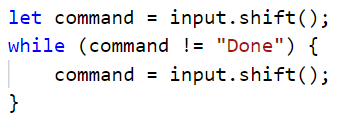 let command = input.shift();
while (command != "Done") {
    command = input.shift();
}